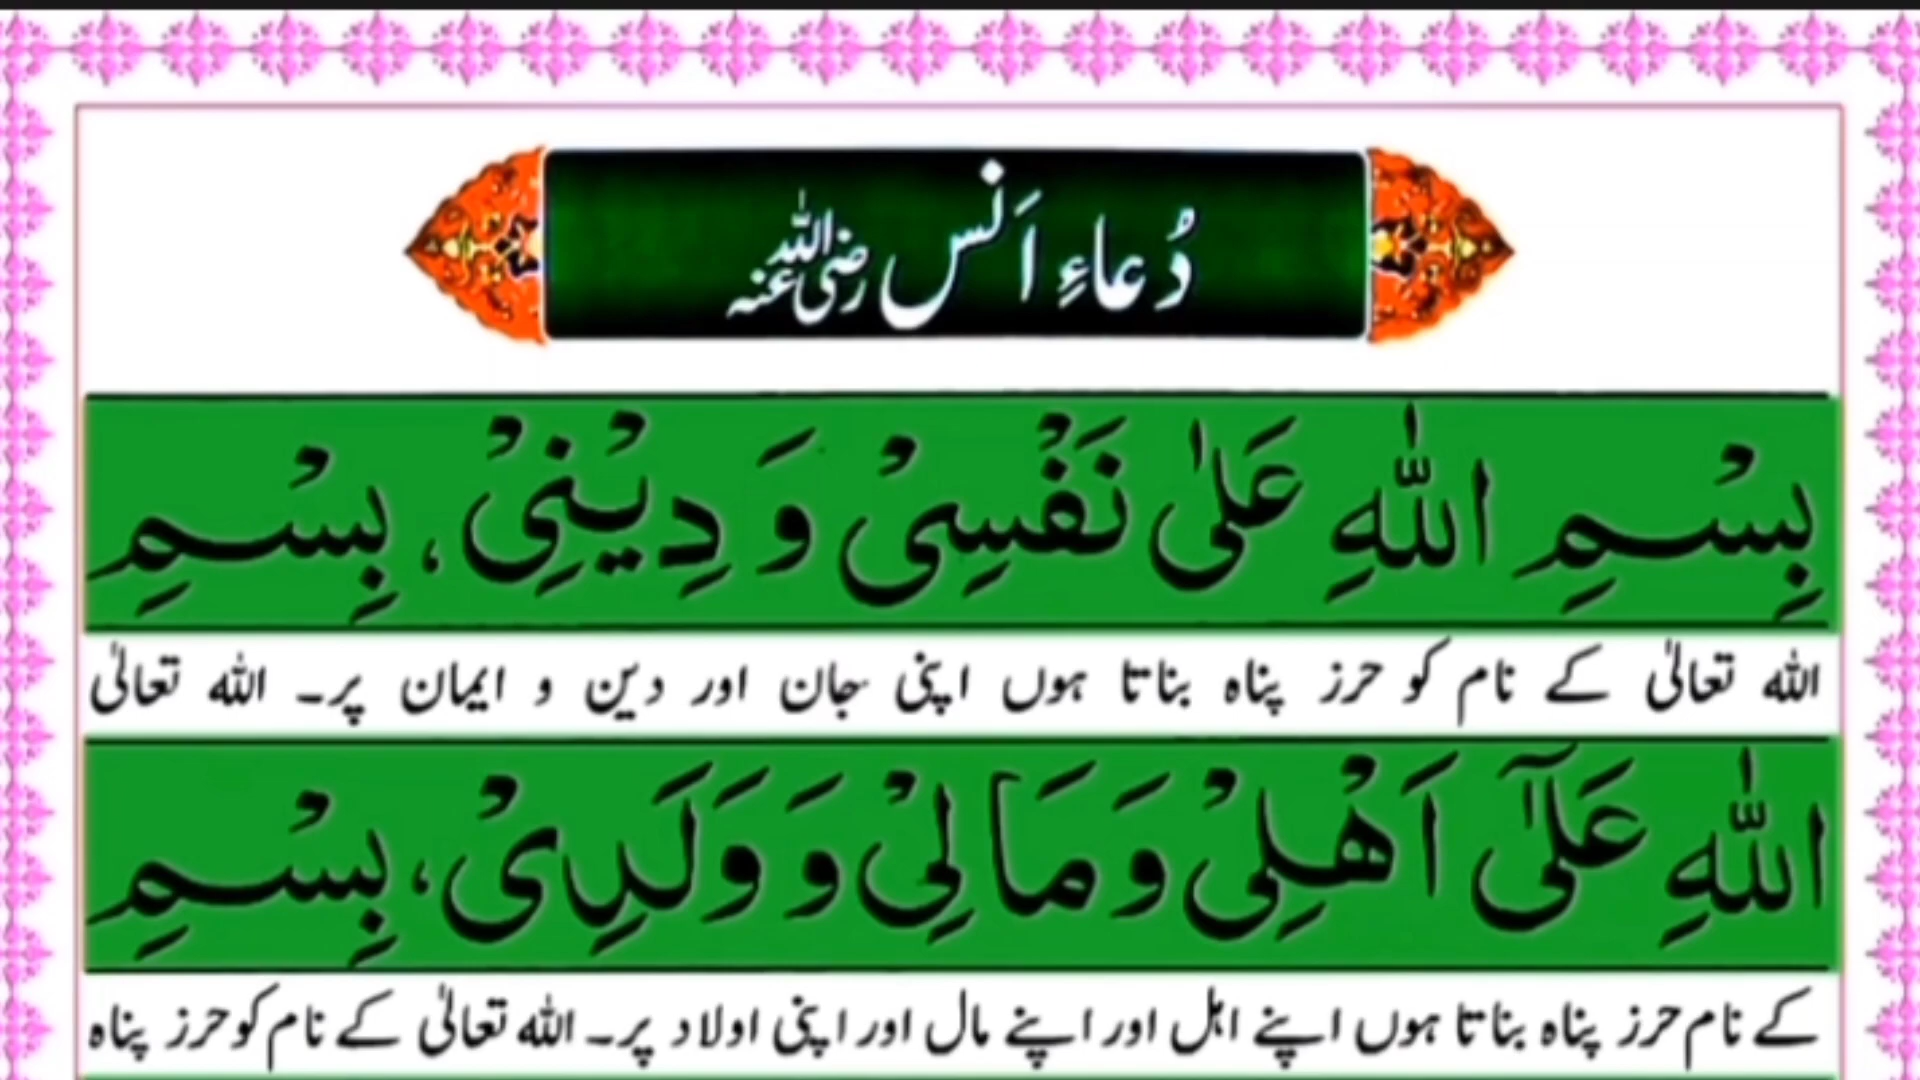 دُعاءِ اَنس رضی اللہ عنہ
بِسْمِ اللّٰهِ عَلٰى نَفْسِىْ وَ دِيْنِىْ ، بِسْمِ
اللہ تعالیٰ کے نام کو حرز پناہ بناتا ہوں اپنی جان اور دین و ایمان پر۔ اللہ تعالیٰ
اللّٰهِ عَلٰٓى اَهْلِىْ وَ مَالِىْ وَ وَلَدِىْ ، بِسْمِ
کے نام حرز پناہ بناتا ہوں اپنے اہل اور اپنے مال اور اپنی اولاد پر۔ اللہ تعالیٰ کے نام کو حرز پناہ